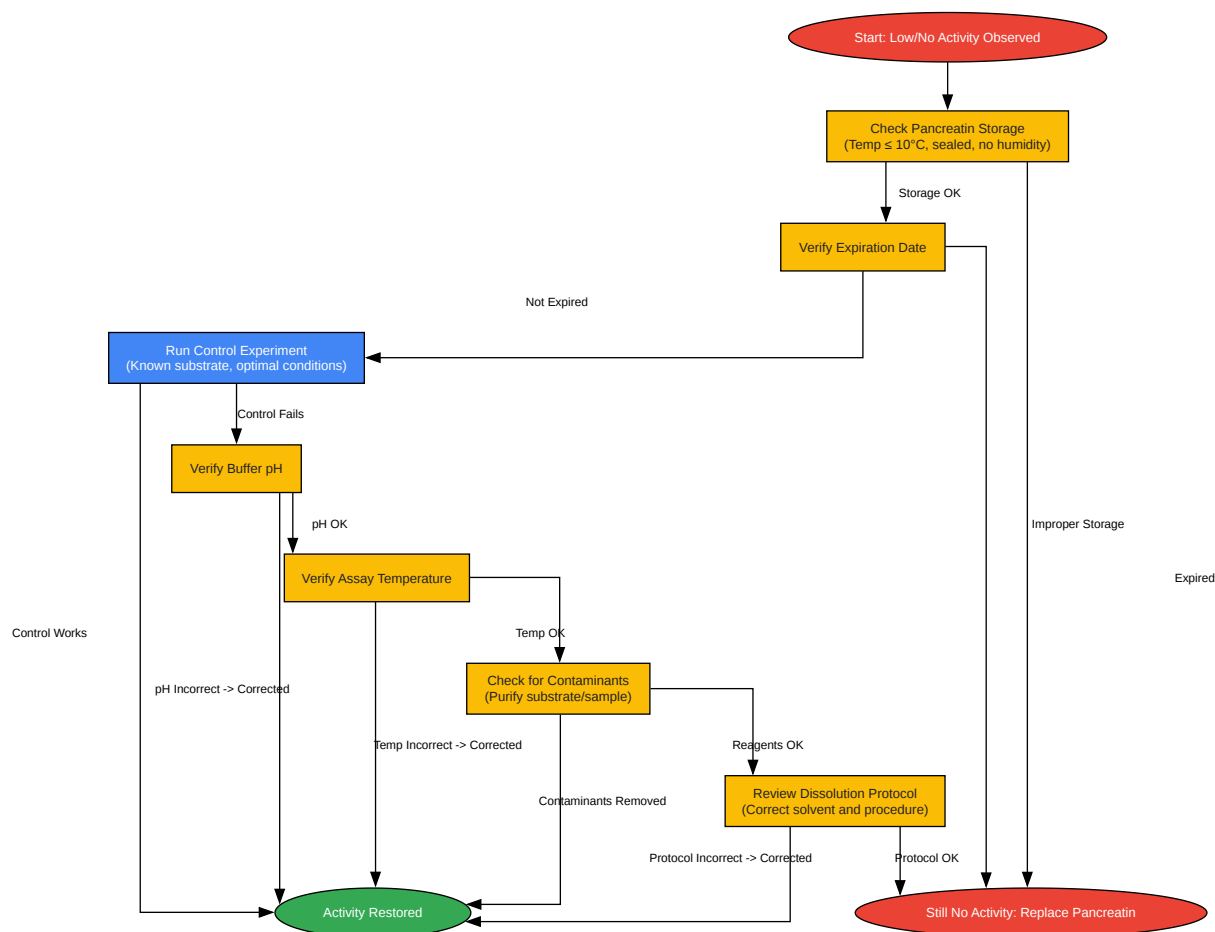 Start: Low/No Activity Observed
Check Pancreatin Storage
(Temp ≤ 10°C, sealed, no humidity)
Storage OK
Verify Expiration Date
Not Expired
Run Control Experiment
(Known substrate, optimal conditions)
Control Fails
Verify Buffer pH
pH OK
Improper Storage
Verify Assay Temperature
Expired
Control Works
Temp OK
Check for Contaminants
(Purify substrate/sample)
pH Incorrect -> Corrected
Temp Incorrect -> Corrected
Reagents OK
Review Dissolution Protocol
(Correct solvent and procedure)
Contaminants Removed
Protocol Incorrect -> Corrected
Protocol OK
Activity Restored
Still No Activity: Replace Pancreatin